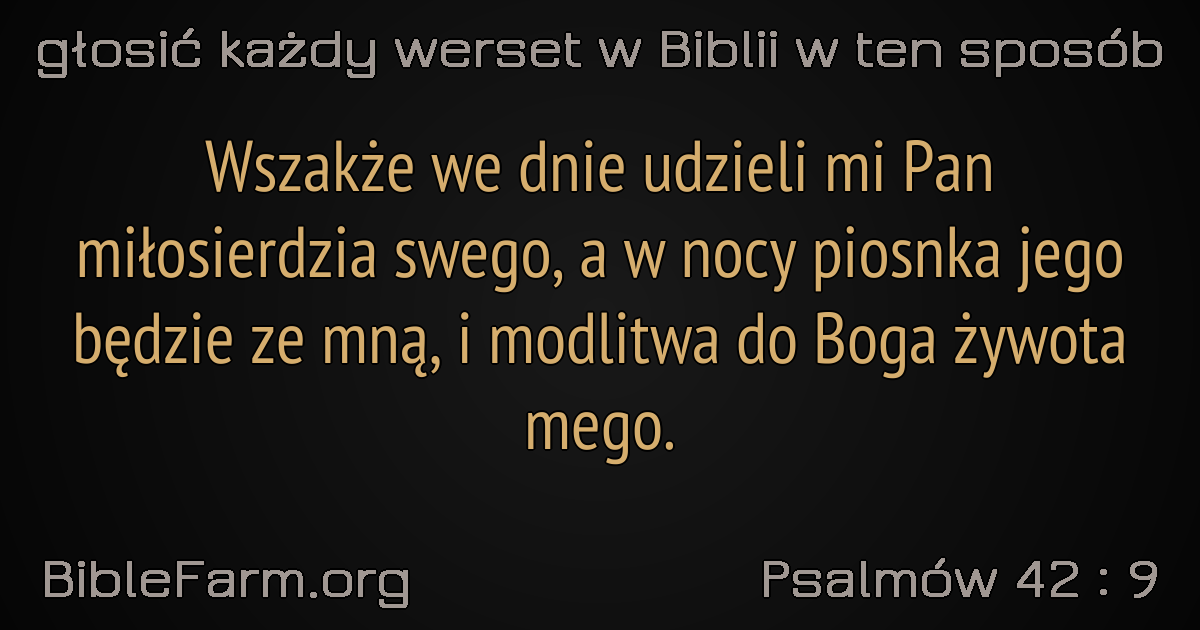 głosić każdy werset w Biblii w ten sposób
Wszakże we dnie udzieli mi Pan
miłosierdzia swego, a w nocy piosnka jego
będzie ze mną, i modlitwa do Boga żywota
mego.
BibleFarm.org
Psalmów 42 : 9